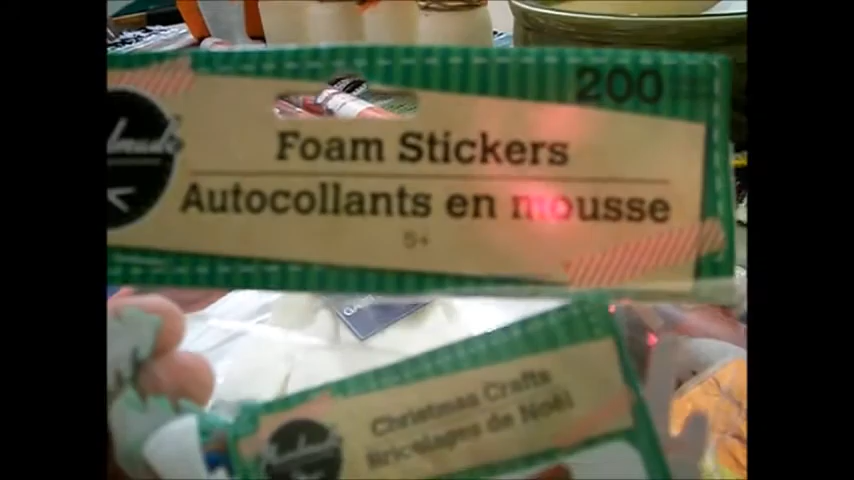 200
Foam Stickers
Autocollants en mousse
5+
Christmas Crafts
Bricolages de Noël